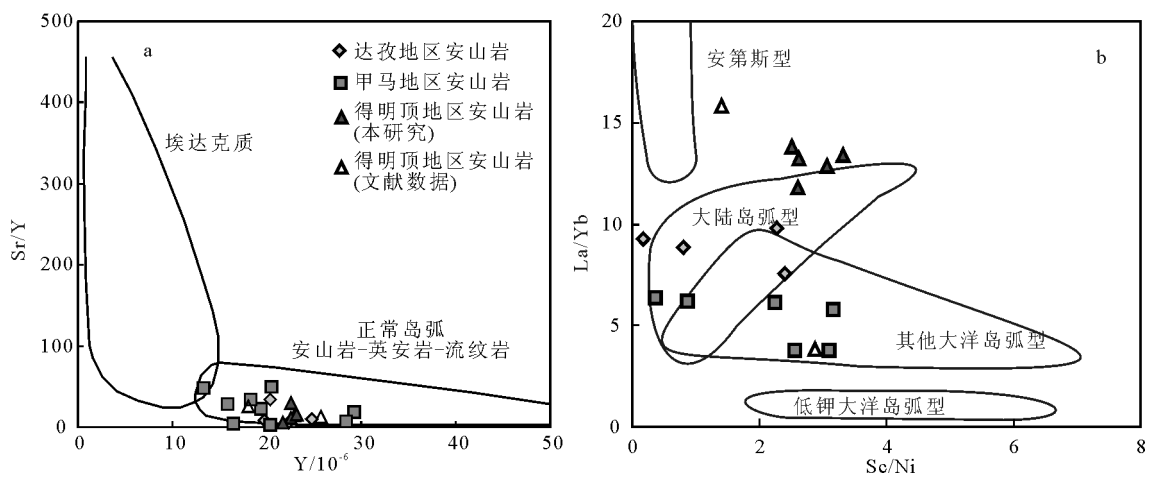 a
达孜地区安山岩
甲马地区安山岩
得明顶地区安山岩
(本研究)
得明顶地区安山岩
(文献数据)
埃达克质
正常岛弧
安山岩-英安岩-流纹岩
500
400
300
200
100
0
Sr/Y
0
10
20
30
40
50
Y/10-6
b
安第斯型
大陆岛弧型
其他大洋岛弧型
低钾大洋岛弧型
20
15
10
5
0
La/Yb
0
2
4
6
8
Sc/Ni